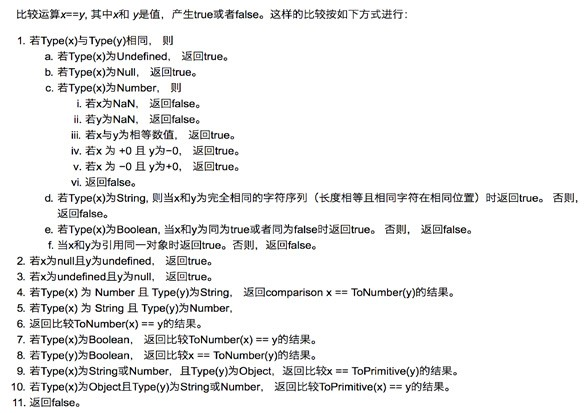 比较运算x==y, 其中x和 y是值，产生true或者false。这样的比较按如下方式进行：
1. 若Type(x)与Type(y)相同， 则
a. 若Type(x)为Undefined， 返回true。
b. 若Type(x)为Null， 返回true。
c. 若Type(x)为Number， 则
i. 若x为NaN， 返回false。
ii. 若y为NaN， 返回false。
iii. 若x与y为相等数值， 返回true。
iv. 若x 为 +0 且 y为−0， 返回true。
v. 若x 为 −0 且 y为+0， 返回true。
vi. 返回false。
d. 若Type(x)为String, 则当x和y为完全相同的字符序列（长度相等且相同字符在相同位置）时返回true。 否则，
返回false。
e. 若Type(x)为Boolean, 当x和y为同为true或者同为false时返回true。 否则， 返回false。
f. 当x和y为引用同一对象时返回true。否则，返回false。
2. 若x为null且y为undefined， 返回true。
3. 若x为undefined且y为null， 返回true。
4. 若Type(x) 为 Number 且 Type(y)为String， 返回comparison x == ToNumber(y)的结果。
5. 若Type(x) 为 String 且 Type(y)为Number,
6. 返回比较ToNumber(x) == y的结果。
7. 若Type(x)为Boolean， 返回比较ToNumber(x) == y的结果。
8. 若Type(y)为Boolean， 返回比较x == ToNumber(y)的结果。
9. 若Type(x)为String或Number，且Type(y)为Object，返回比较x == ToPrimitive(y)的结果。
10. 若Type(x)为Object且Type(y)为String或Number， 返回比较ToPrimitive(x) == y的结果。
11. 返回false。